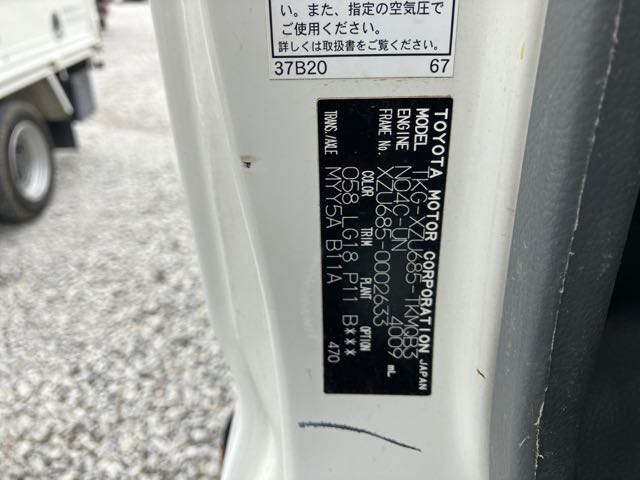 い。また、指定の空気圧で
ご使用ください。
詳しくは取扱書をご覧ください。
37B20 67
TOYOTA MOTOR CORPORATION JAPAN
MODEL TKG-XZU685-TKMQB3
ENGINE N04C-UN 4009 mL
FRAME No. XZU685-0002633
COLOR TRIM PLANT OPTION
058 LG18 P11 B***
TRANS./AXLE MYY5A B11A 470